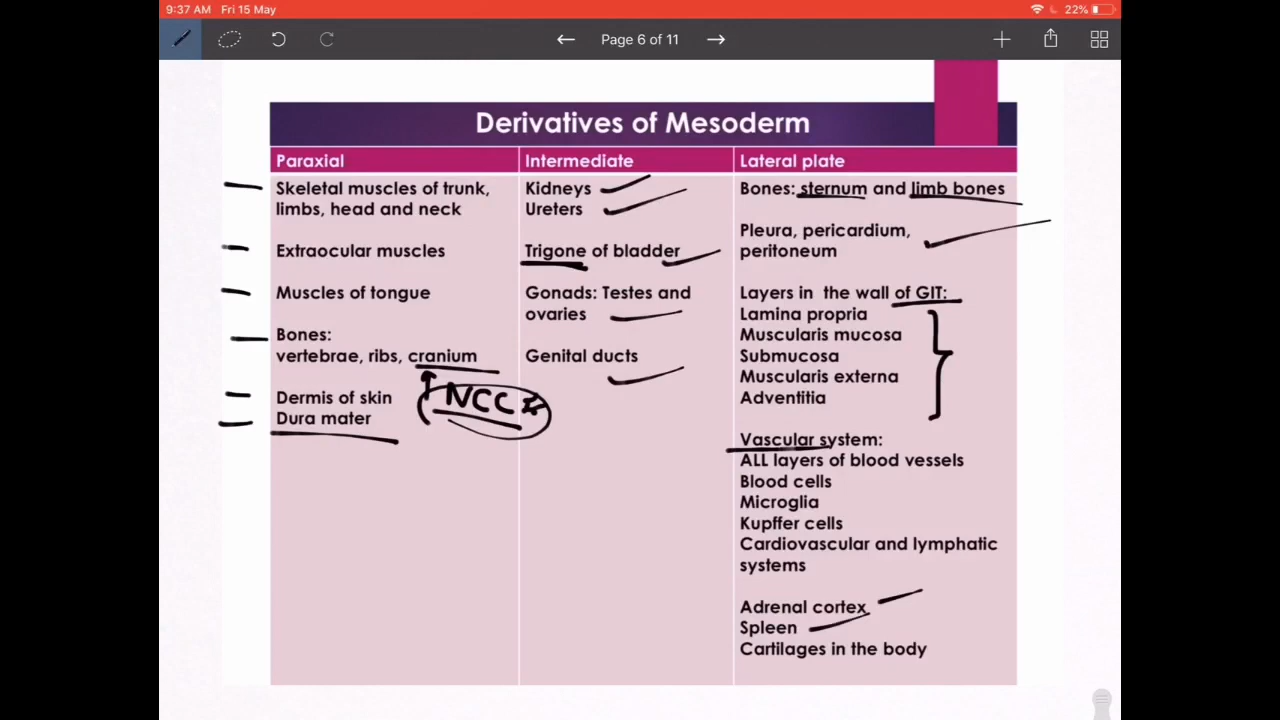 9:37 AM Fri 15 May
22%
Page 6 of 11
Derivatives of Mesoderm
Paraxial
Skeletal muscles of trunk,
limbs, head and neck
Extraocular muscles
Muscles of tongue
Bones:
vertebrae, ribs, cranium
NCC
Dermis of skin
Dura mater
Intermediate
Kidneys
Ureters
Trigone of bladder
Gonads: Testes and
ovaries
Genital ducts
Lateral plate
Bones: sternum and limb bones
Pleura, pericardium,
peritoneum
Layers in the wall of GIT:
Lamina propria
Muscularis mucosa
Submucosa
Muscularis externa
Adventitia
Vascular system:
ALL layers of blood vessels
Blood cells
Microglia
Kupffer cells
Cardiovascular and lymphatic
systems
Adrenal cortex
Spleen
Cartilages in the body